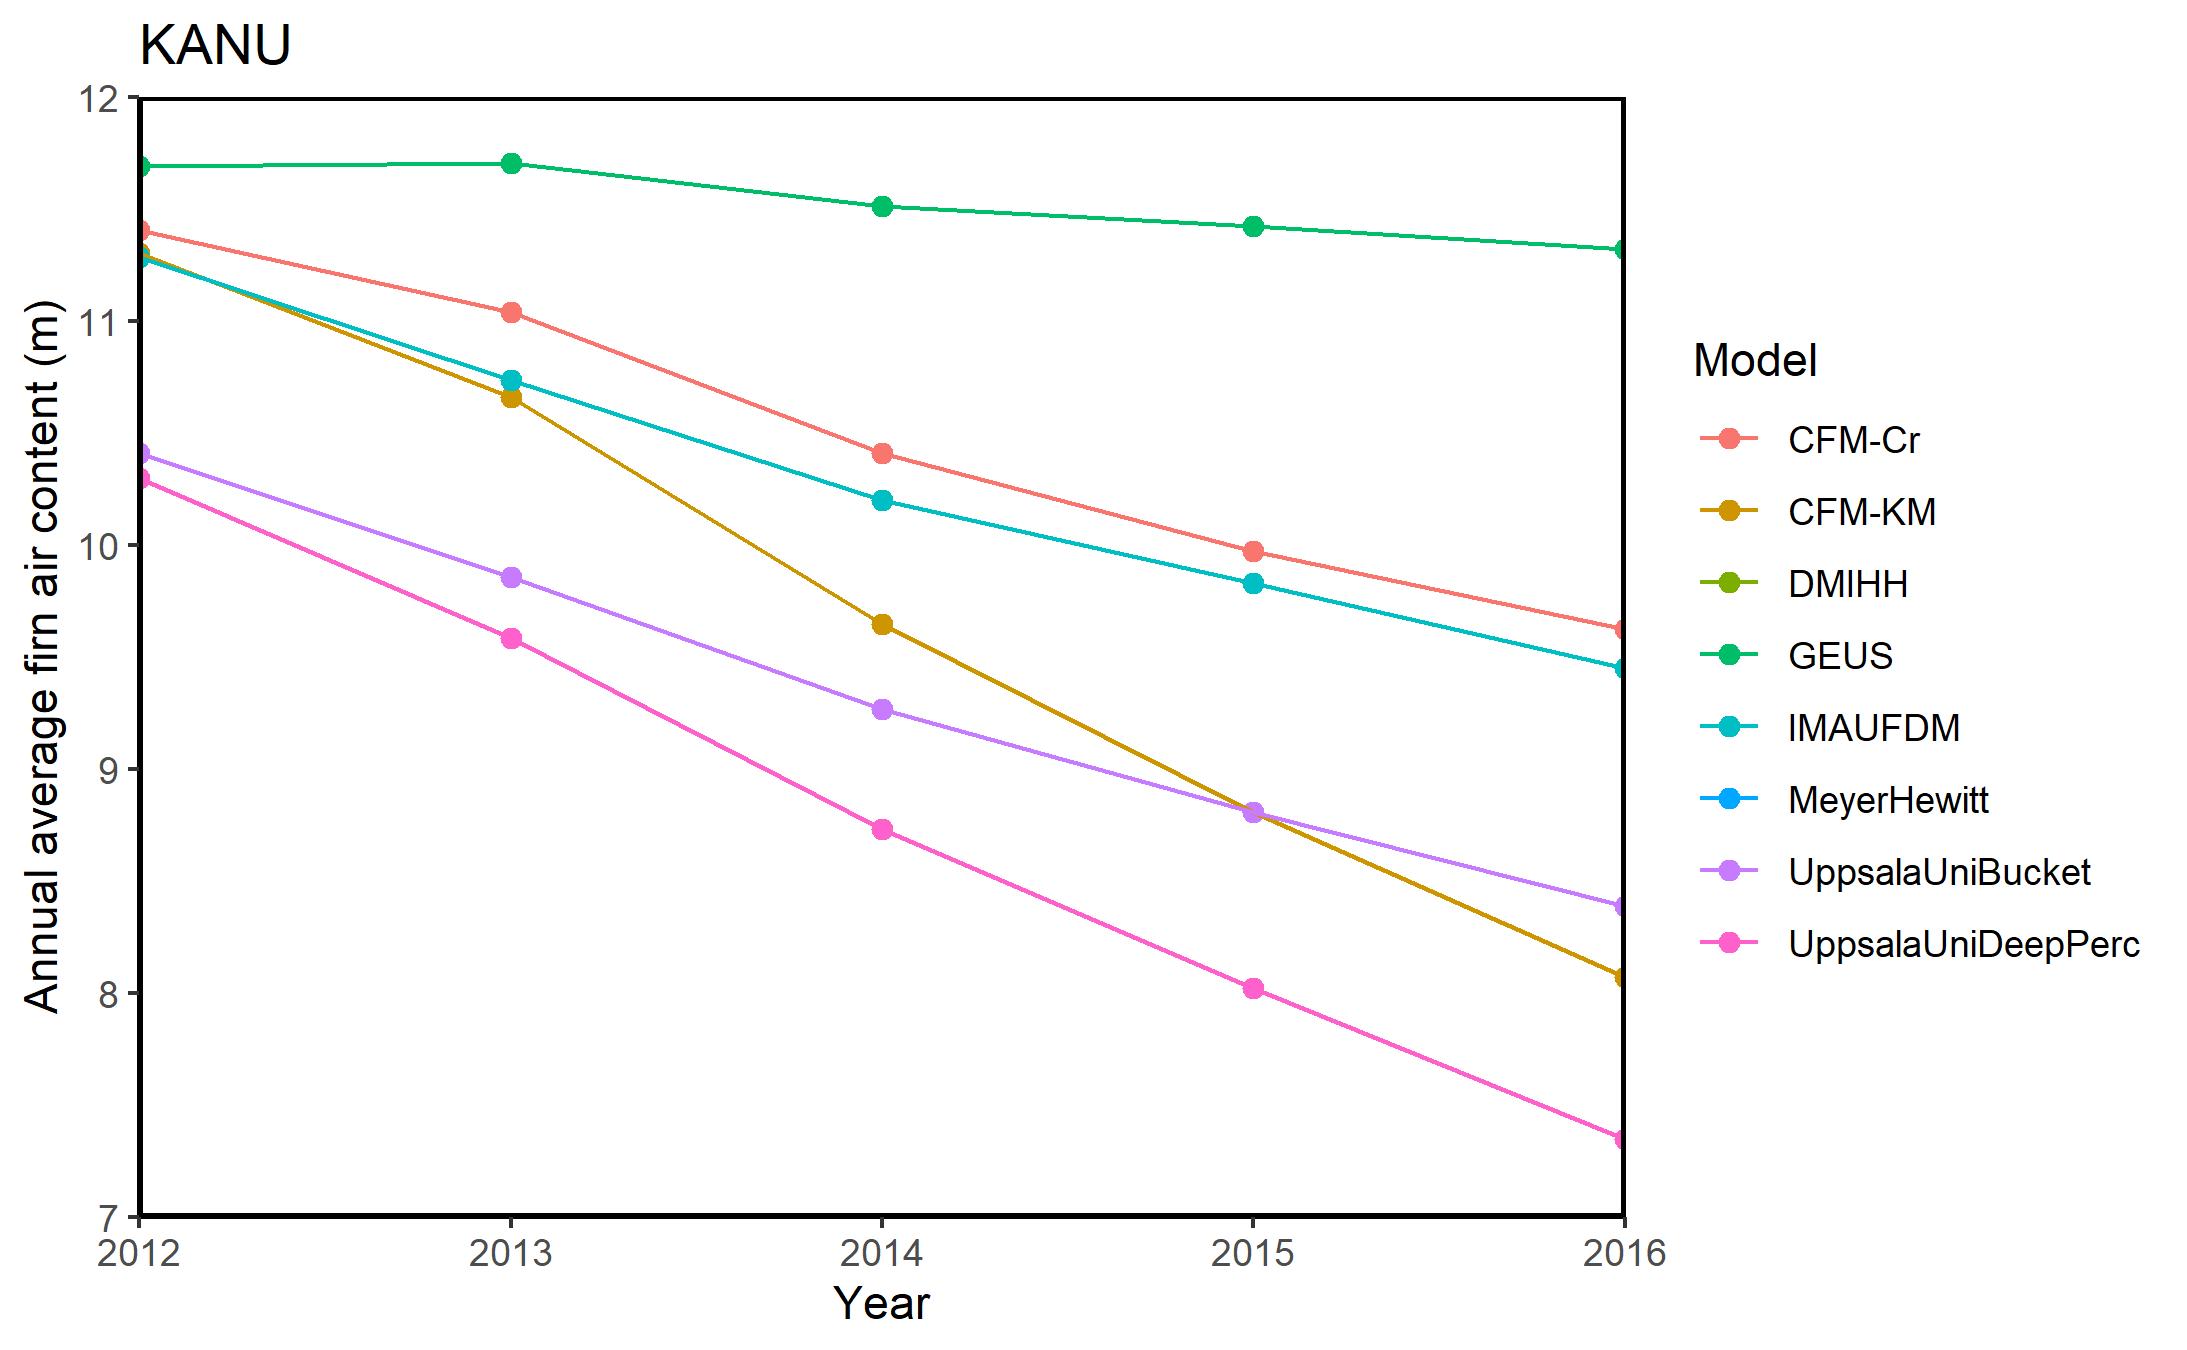 KANU
12
11
10
9
8
7
Annual average firn air content (m)
2012 2013 2014 2015 2016
Year
Model
CFM-Cr
CFM-KM
DMIHH
GEUS
IMAUFDM
MeyerHewitt
UppsalaUniBucket
UppsalaUniDeepPerc